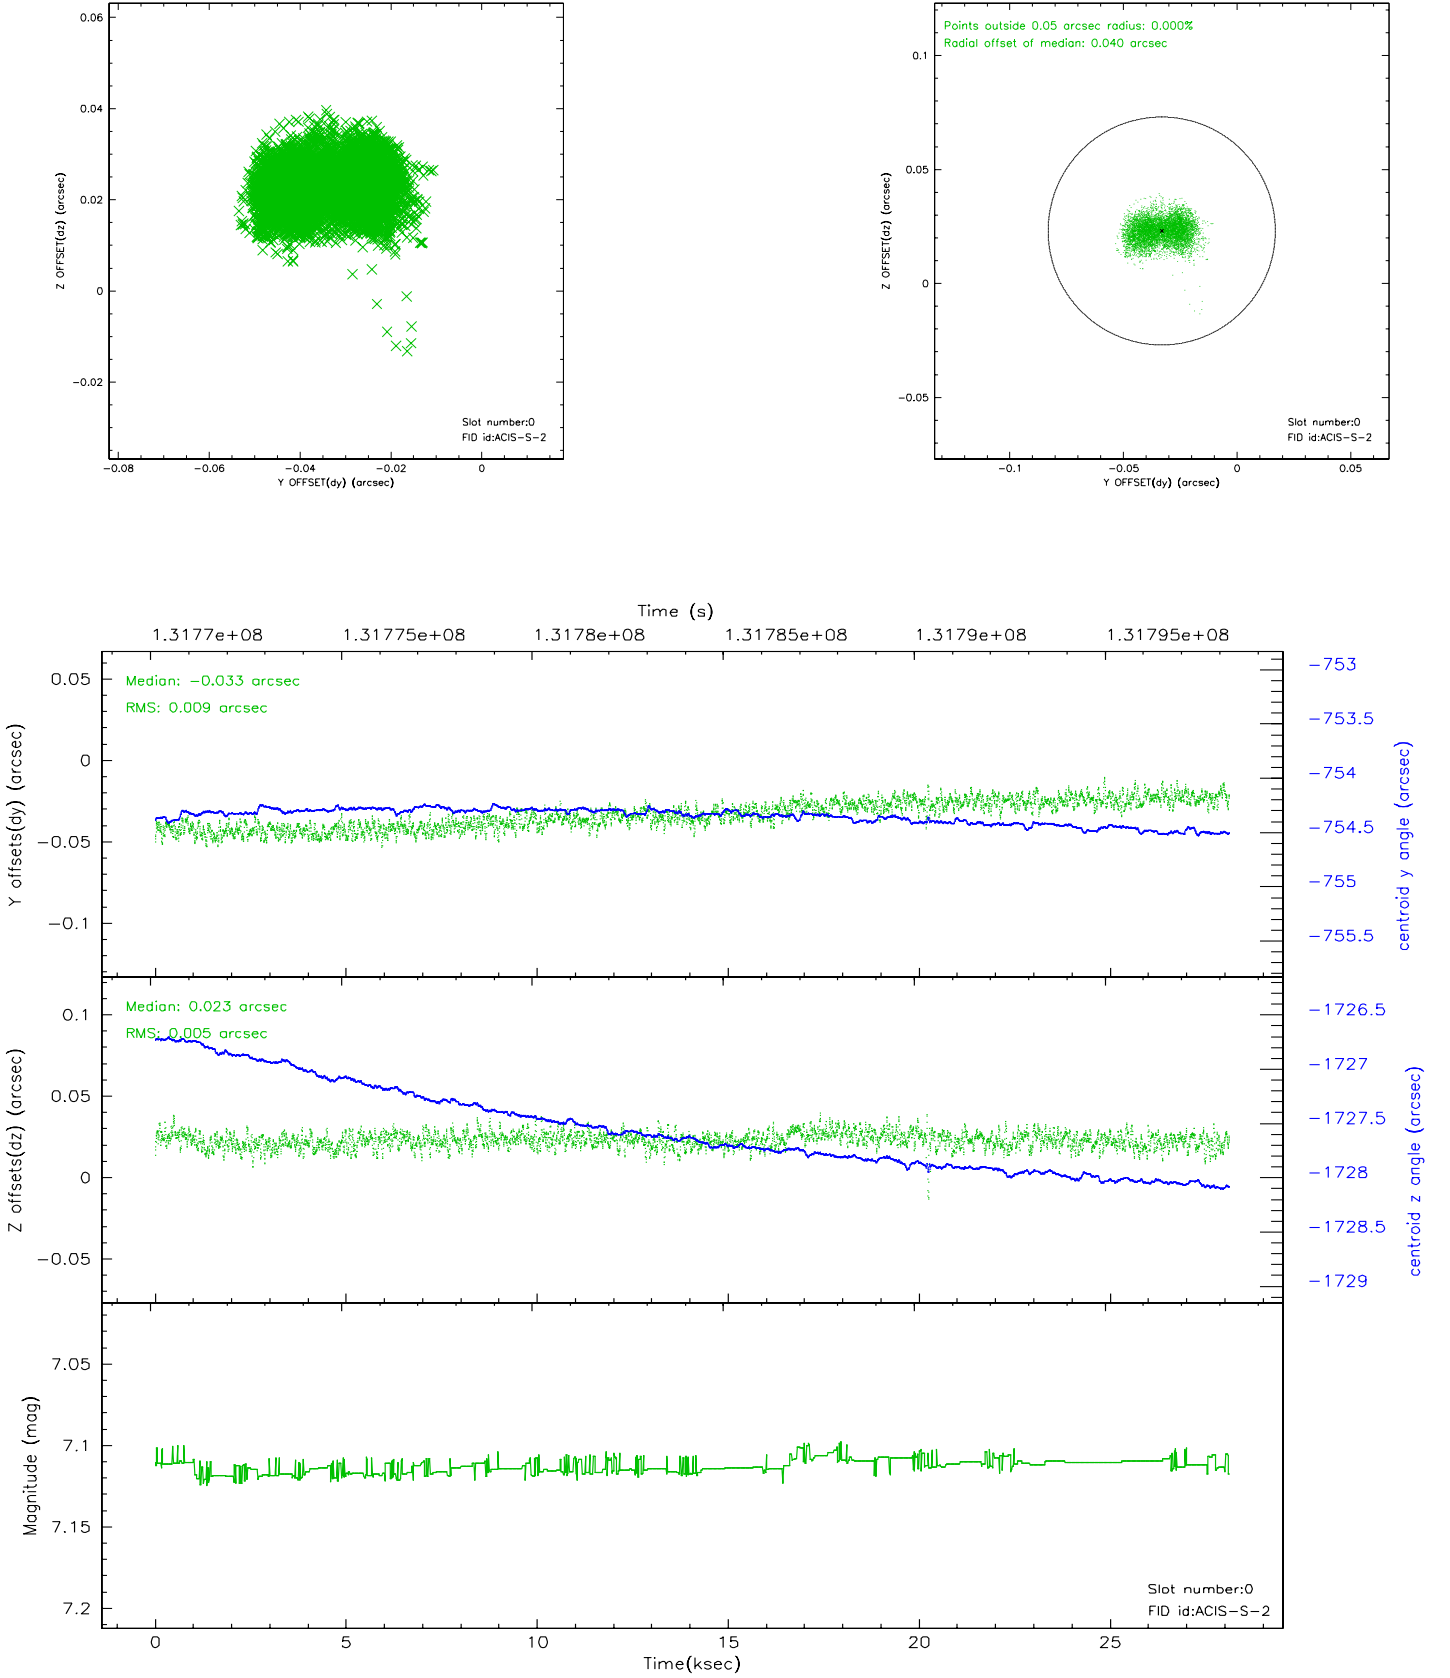 0.06
0.04
0.02
0
-0.02
Z OFFSET(dz) (arcsec)
Slot number:0
FID id:ACIS-S-2
-0.08 -0.06 -0.04 -0.02 0
Y OFFSET(dy) (arcsec)
Points outside 0.05 arcsec radius: 0.000%
Radial offset of median: 0.040 arcsec
0.1
0.05
0
-0.05
Z OFFSET(dz) (arcsec)
Slot number:0
FID id:ACIS-S-2
-0.1 -0.05 0 0.05
Y OFFSET(dy) (arcsec)
Time (s)
1.3177e+08 1.31775e+08 1.3178e+08 1.31785e+08 1.3179e+08 1.31795e+08
Median: -0.033 arcsec
RMS: 0.009 arcsec
0.05
0
-0.05
-0.1
Y offsets(dy) (arcsec)
-753
-753.5
-754
-754.5
-755
-755.5
centroid y angle (arcsec)
Median: 0.023 arcsec
RMS: 0.005 arcsec
0.1
0.05
0
-0.05
Z offsets(dz) (arcsec)
-1726.5
-1727
-1727.5
-1728
-1728.5
-1729
centroid z angle (arcsec)
7.05
7.1
7.15
7.2
Magnitude (mag)
Slot number:0
FID id:ACIS-S-2
0 5 10 15 20 25
Time(ksec)